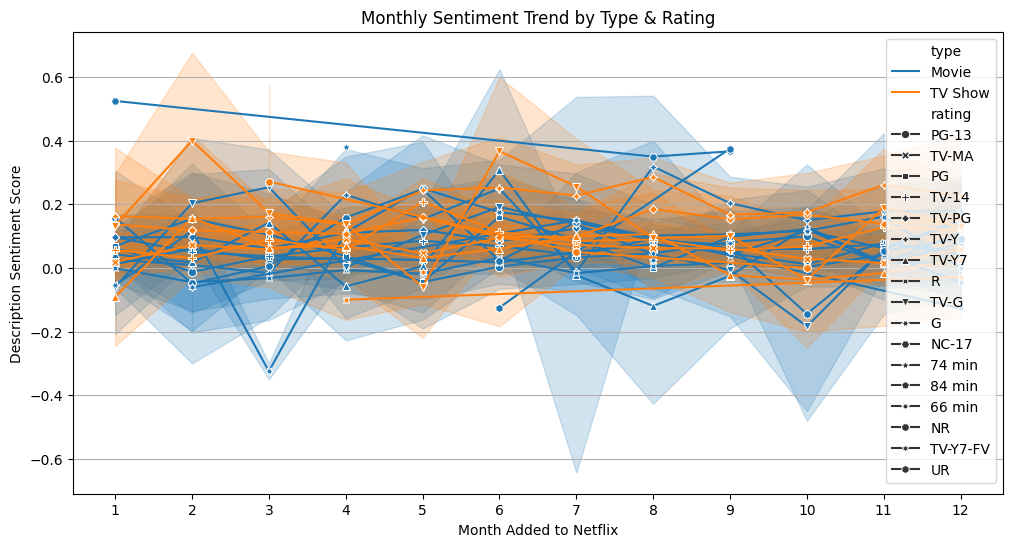 Monthly Sentiment Trend by Type & Rating
Description Sentiment Score
0.6
0.4
0.2
0.0
−0.2
−0.4
−0.6
1 2 3 4 5 6 7 8 9 10 11 12
Month Added to Netflix
type
Movie
TV Show
rating
PG-13
TV-MA
PG
TV-14
TV-PG
TV-Y
TV-Y7
R
TV-G
G
NC-17
74 min
84 min
66 min
NR
TV-Y7-FV
UR